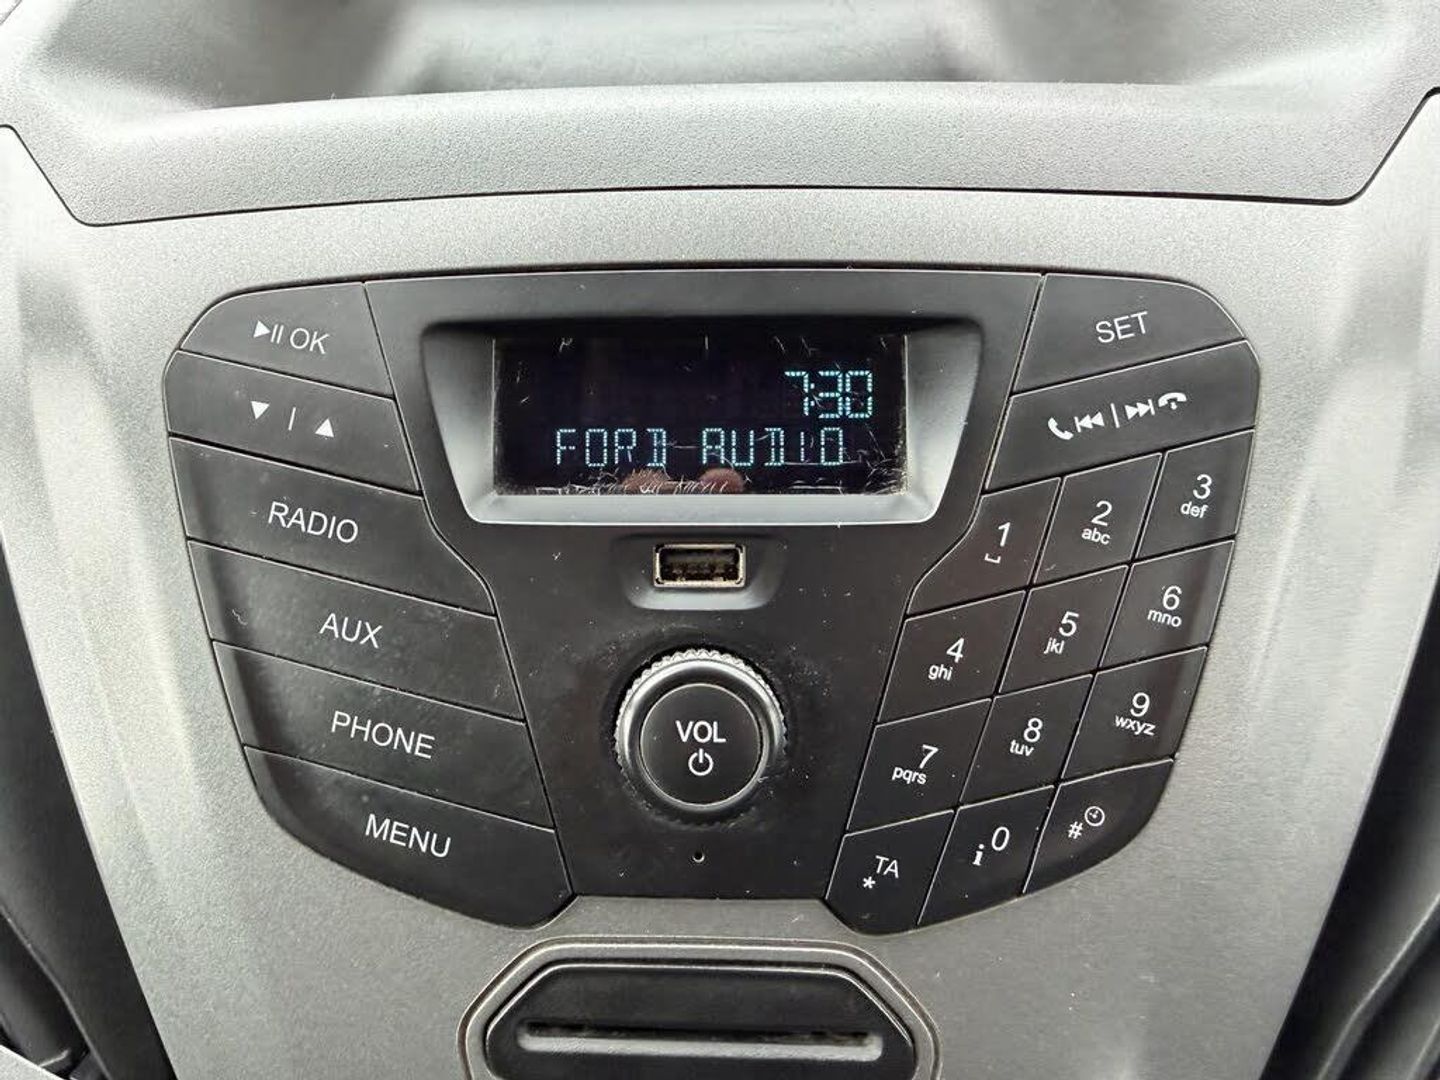 7:30
FORD AUDIO
OK
RADIO
AUX
PHONE
MENU
VOL
SET
1
2
abc
3
def
4
ghi
5
jkl
6
mno
7
pqrs
8
tuv
9
wxyz
TA
*
i 0
#